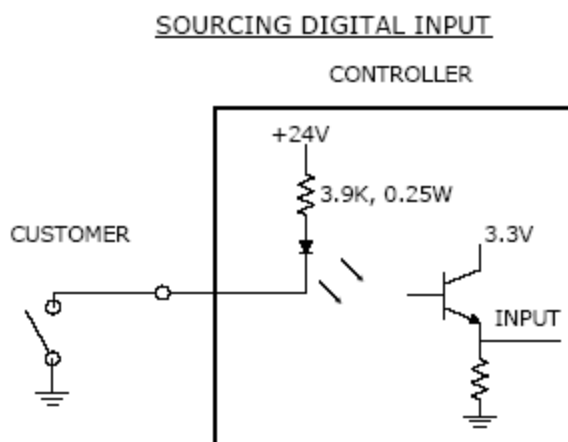 SOURCING DIGITAL INPUT
CONTROLLER
+24V
3.9K, 0.25W
CUSTOMER
3.3V
INPUT